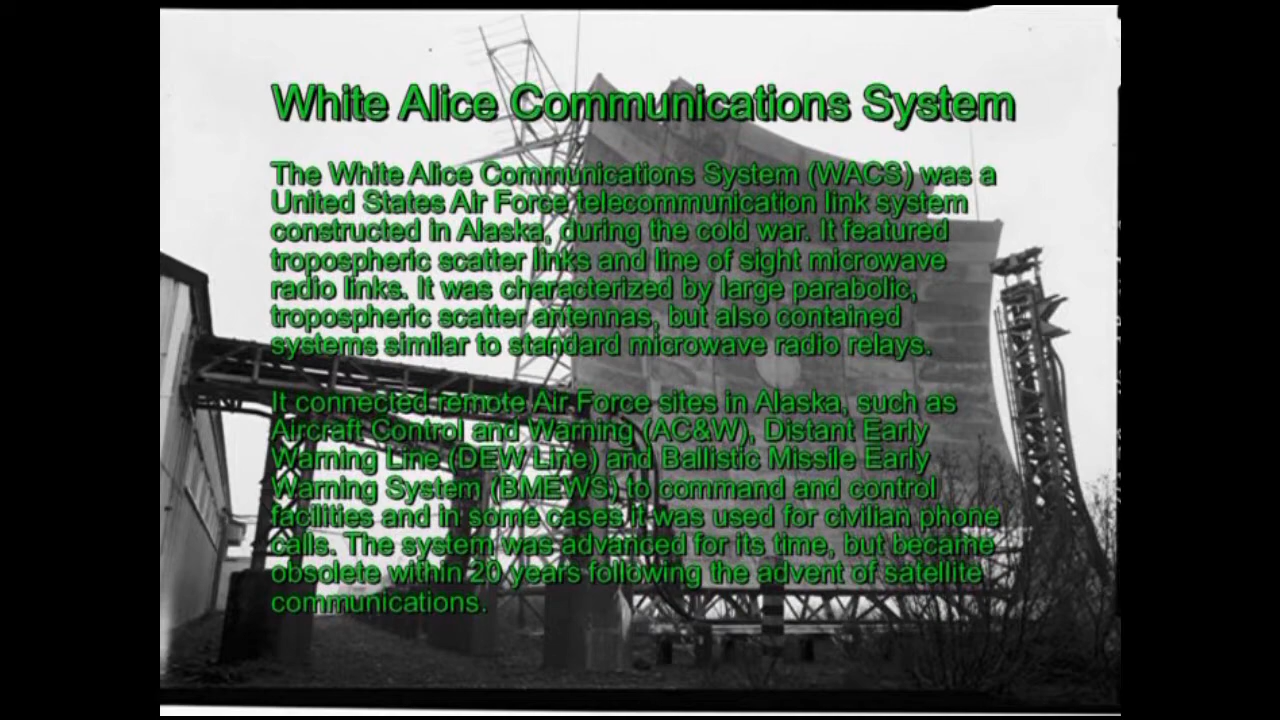 White Alice Communications System
The White Alice Communications System (WACS) was a
United States Air Force telecommunication link system
constructed in Alaska, during the cold war. It featured
tropospheric scatter links and line of sight microwave
radio links. It was characterized by large parabolic,
tropospheric scatter antennas, but also contained
systems similar to standard microwave radio relays.
It connected remote Air Force sites in Alaska, such as
Aircraft Control and Warning (AC&W), Distant Early
Warning Line (DEW Line) and Ballistic Missile Early
Warning System (BMEWS) to command and control
facilities and in some cases it was used for civilian phone
calls. The system was advanced for its time, but became
obsolete within 20 years following the advent of satellite
communications.